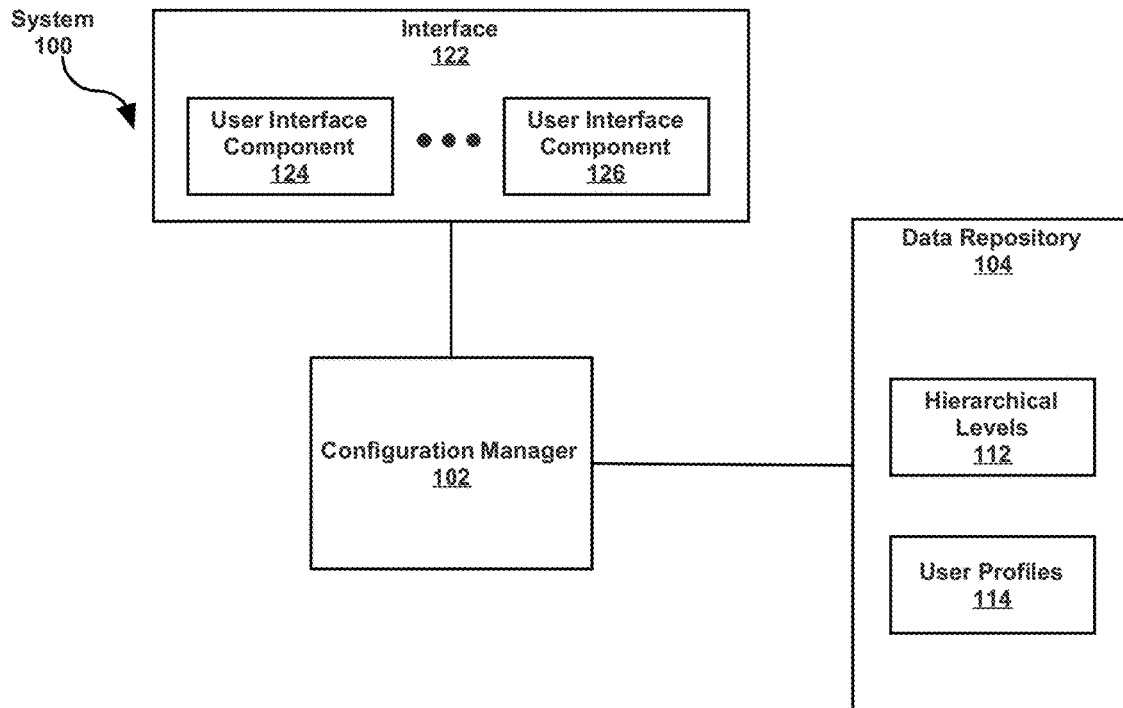 System
100
Interface
122
User Interface
Component
124
User Interface
Component
126
Data Repository
104
Configuration Manager
102
Hierarchical
Levels
112
User Profiles
114